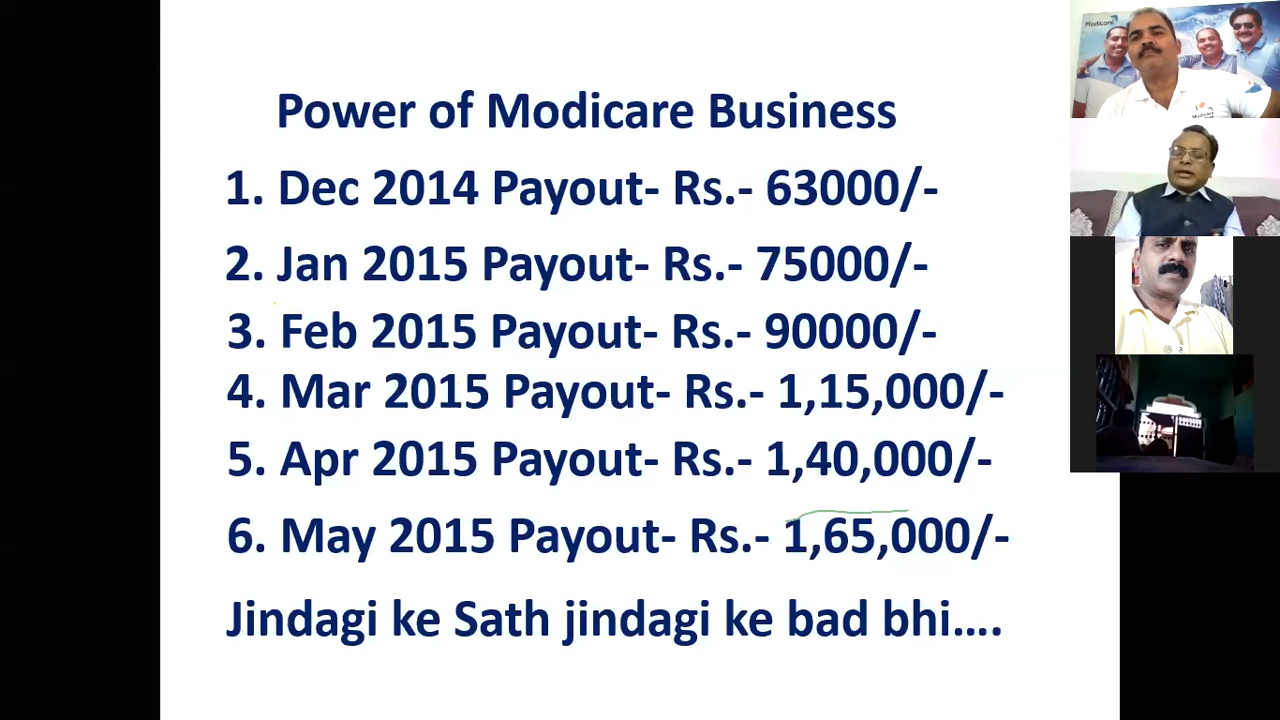 Power of Modicare Business
1. Dec 2014 Payout- Rs.- 63000/-
2. Jan 2015 Payout- Rs.- 75000/-
3. Feb 2015 Payout- Rs.- 90000/-
4. Mar 2015 Payout- Rs.- 1,15,000/-
5. Apr 2015 Payout- Rs.- 1,40,000/-
6. May 2015 Payout- Rs.- 1,65,000/-
Jindagi ke Sath jindagi ke bad bhi....
Modicare